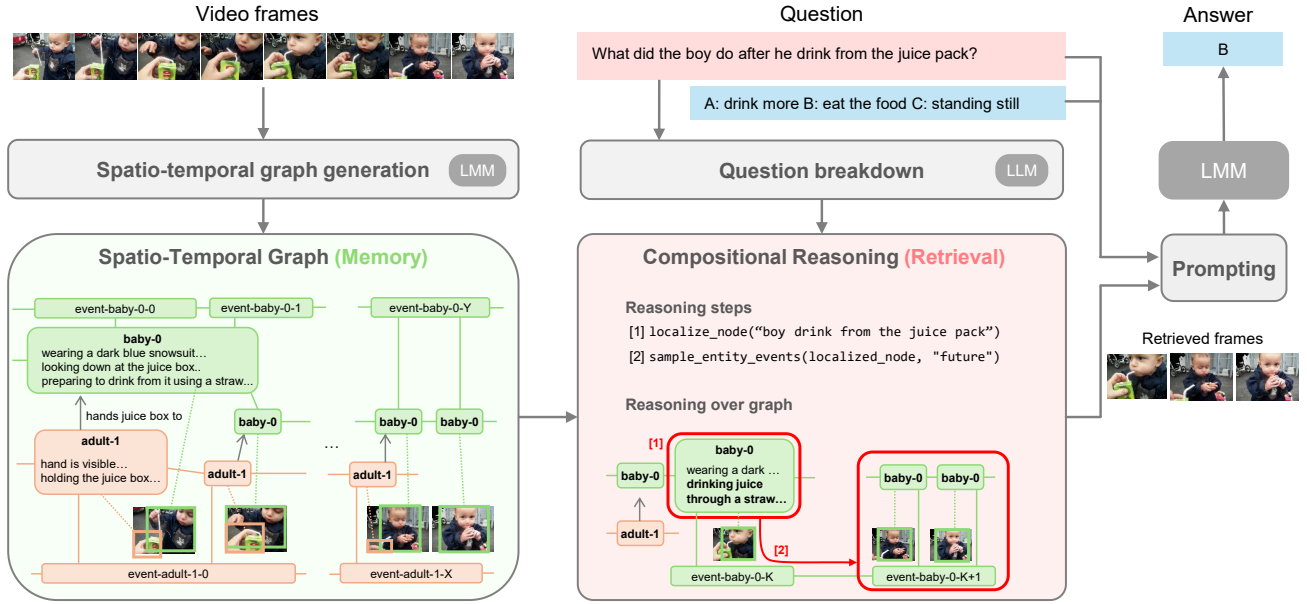 Video frames
Question
Answer
What did the boy do after he drink from the juice pack?
B
A: drink more B: eat the food C: standing still
Spatio-temporal graph generation
LMM
Question breakdown
LLM
LMM
Spatio-Temporal Graph (Memory)
event-baby-0-0
event-baby-0-1
event-baby-0-Y
baby-0
wearing a dark blue snowsuit…
looking down at the juice box..
preparing to drink from it using a straw...
hands juice box to
baby-0
baby-0
baby-0
adult-1
hand is visible…
holding the juice box…
adult-1
...
adult-1
event-adult-1-0
event-adult-1-X
Compositional Reasoning (Retrieval)
Reasoning steps
[1] localize_node(“boy drink from the juice pack”)
[2] sample_entity_events(localized_node, "future")
Reasoning over graph
[1]
baby-0
wearing a dark …
drinking juice
through a straw…
baby-0
baby-0
baby-0
adult-1
[2]
event-baby-0-K
event-baby-0-K+1
Prompting
Retrieved frames